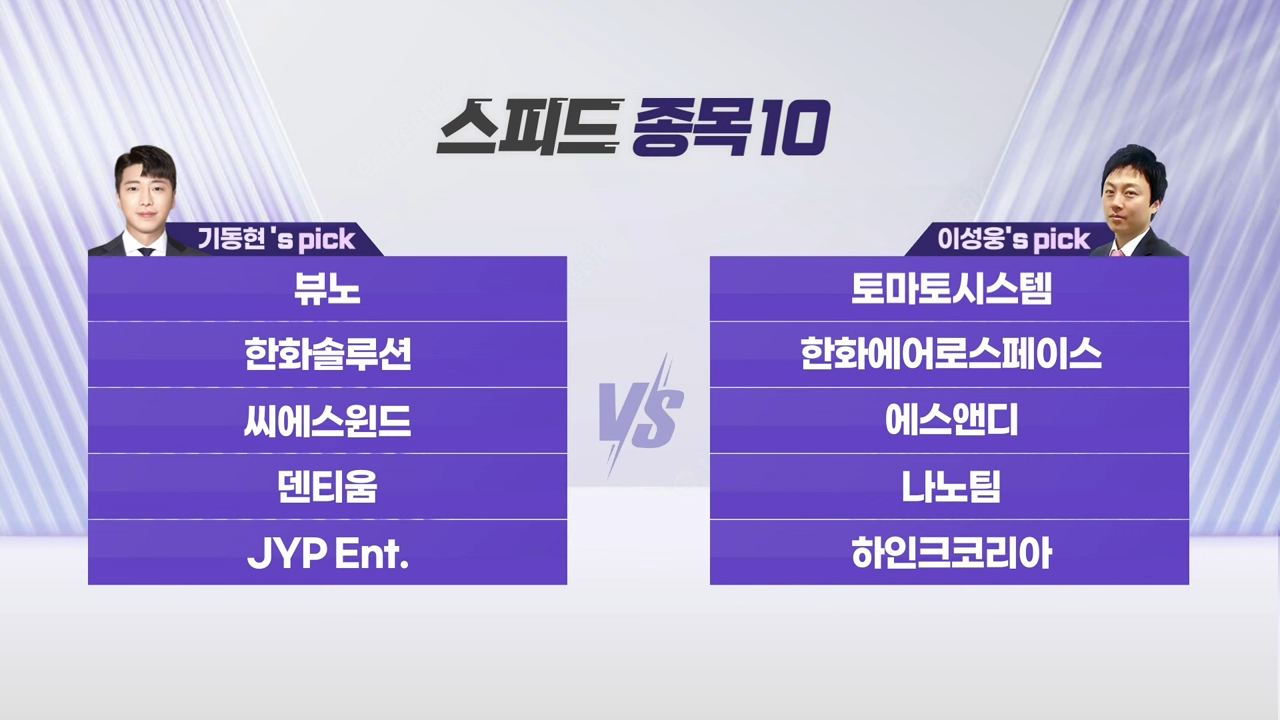 스피드 종목10
기동현's pick
뷰노
한화솔루션
씨에스윈드
덴티움
JYP Ent.
VS
이성웅's pick
토마토시스템
한화에어로스페이스
에스앤디
나노팀
하인크코리아